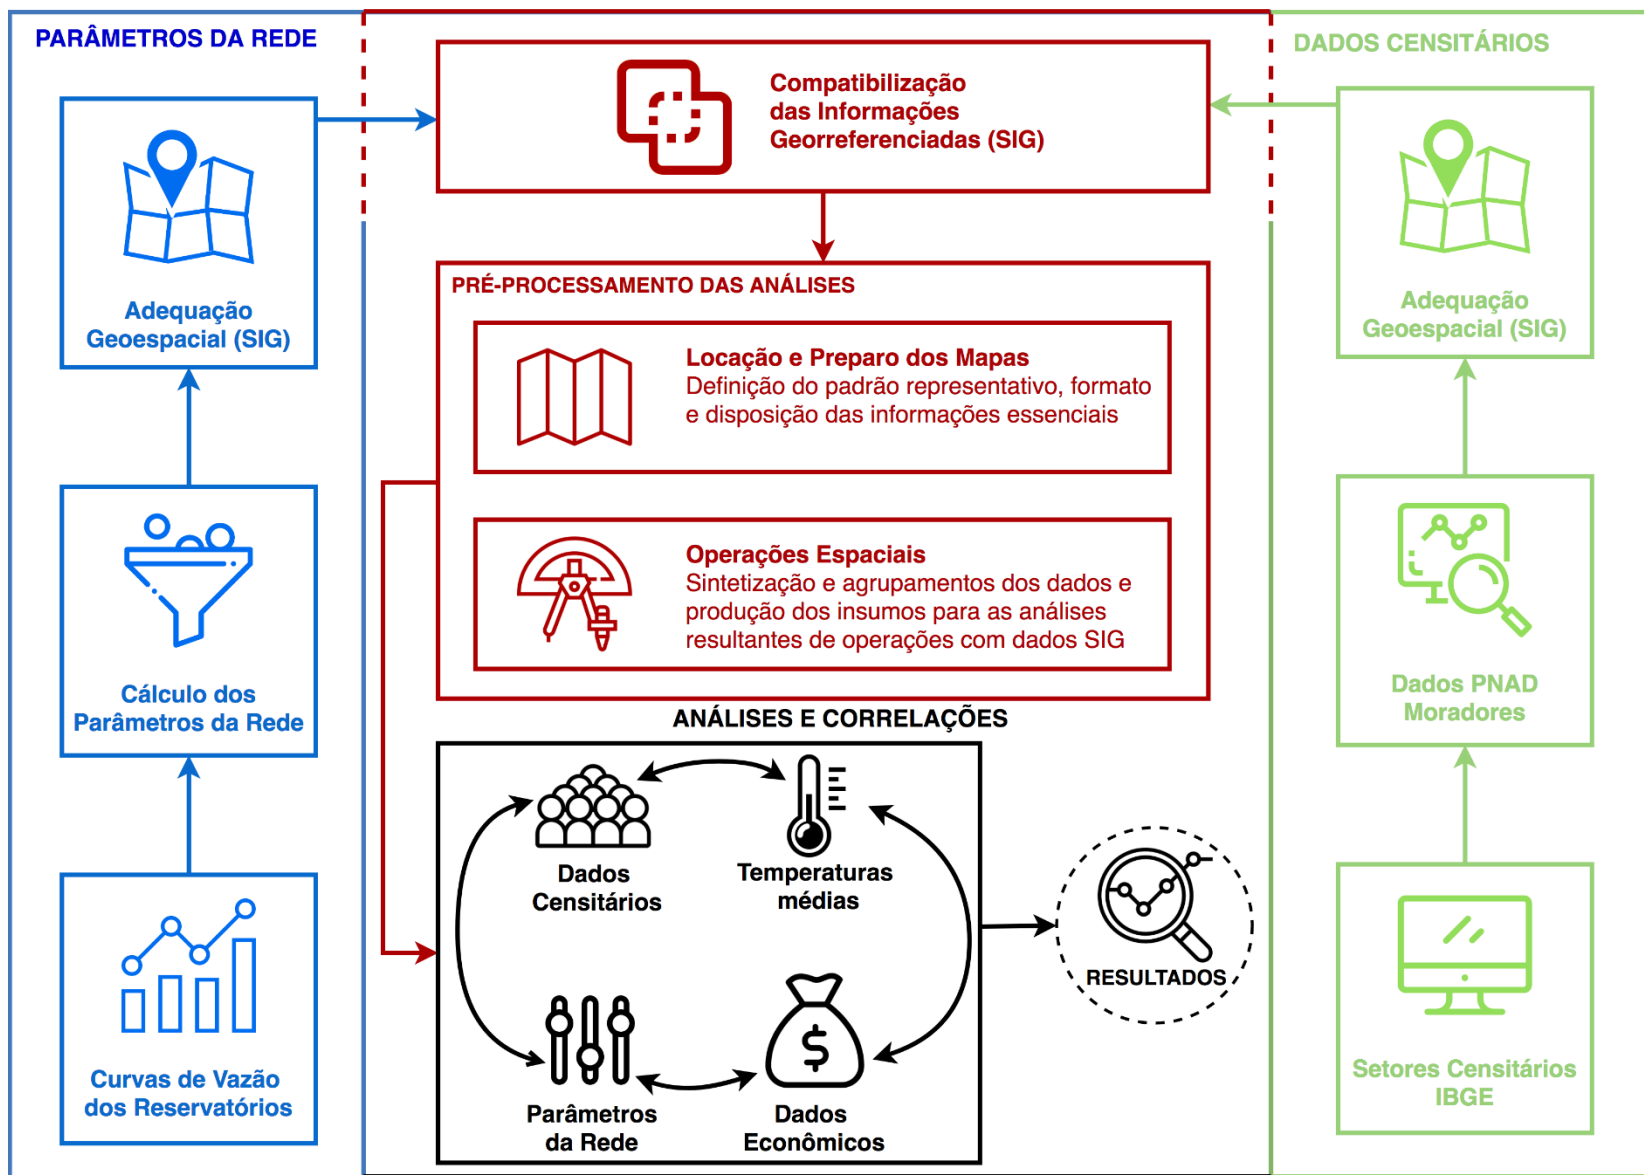 PARÂMETROS DA REDE
Adequação
Geoespacial (SIG)
Cálculo dos
Parâmetros da Rede
Curvas de Vazão
dos Reservatórios
Compatibilização
das Informações
Georreferenciadas (SIG)
PRÉ-PROCESSAMENTO DAS ANÁLISES
Locação e Preparo dos Mapas
Definição do padrão representativo, formato
e disposição das informações essenciais
Operações Espaciais
Sintetização e agrupamentos dos dados e
produção dos insumos para as análises
resultantes de operações com dados SIG
ANÁLISES E CORRELAÇÕES
Dados
Censitários
Temperaturas
médias
Parâmetros
da Rede
$
Dados
Econômicos
RESULTADOS
DADOS CENSITÁRIOS
Adequação
Geoespacial (SIG)
Dados PNAD
Moradores
Setores Censitários
IBGE